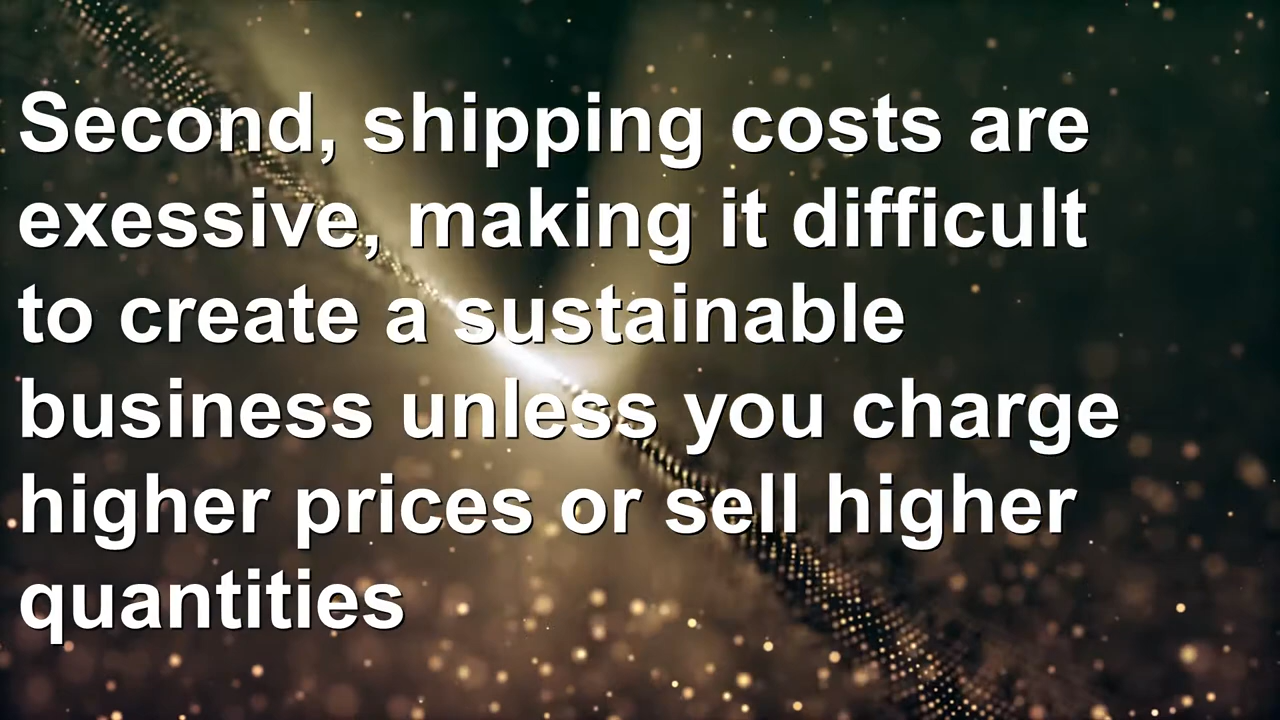 Second, shipping costs are
exessive, making it difficult
to create a sustainable
business unless you charge
higher prices or sell higher
quantities